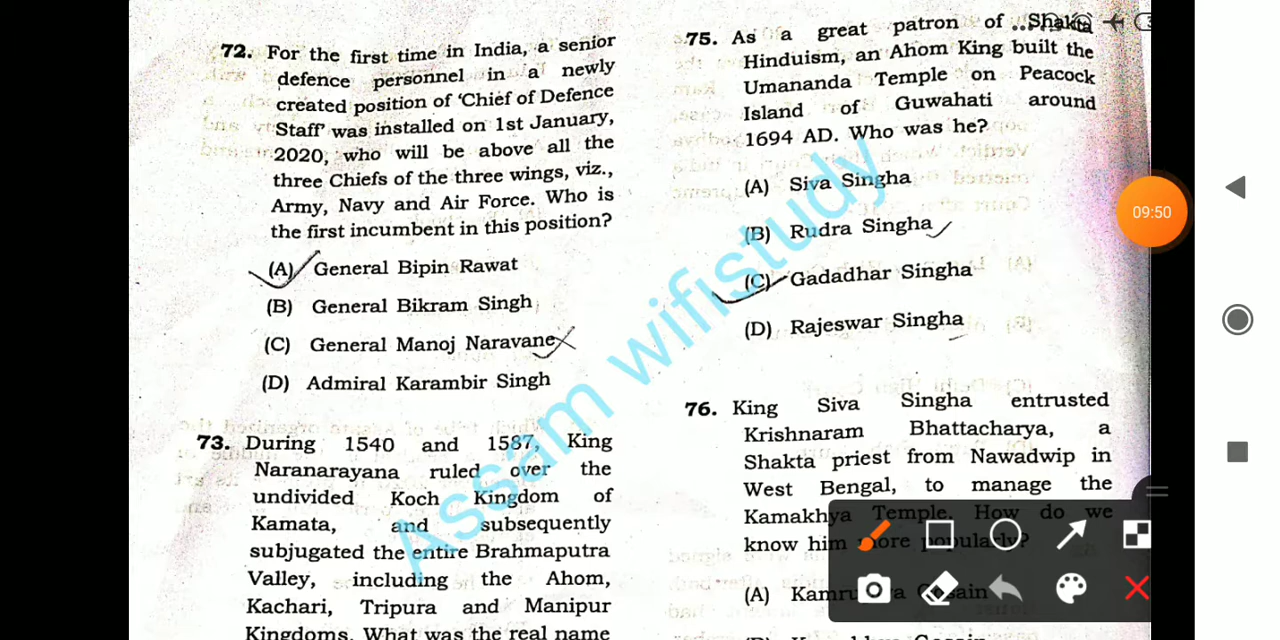 72. For the first time in India, a senior
defence personnel in a newly
created position of 'Chief of Defence
Staff' was installed on 1st January,
2020, who will be above all the
three Chiefs of the three wings, viz.,
Army, Navy and Air Force. Who is
the first incumbent in this position?
(A) General Bipin Rawat
(B) General Bikram Singh
(C) General Manoj Naravane
(D) Admiral Karambir Singh
73. During 1540 and 1587, King
Naranarayana ruled over the
undivided Koch Kingdom of
Kamata, and subsequently
subjugated the entire Brahmaputra
Valley, including the Ahom,
Kachari, Tripura and Manipur
Kingdoms. What was the real name
75. As a great patron of Shakta
Hinduism, an Ahom King built the
Umananda Temple on Peacock
Island of Guwahati around
1694 AD. Who was he?
(A) Siva Singha
(B) Rudra Singha
(C) Gadadhar Singha
(D) Rajeswar Singha
76. King Siva Singha entrusted
Krishnaram Bhattacharya, a
Shakta priest from Nawadwip in
West Bengal, to manage the
Kamakhya Temple. How do we
know him more popularly?
(A)
Assam wifistudy
09:50